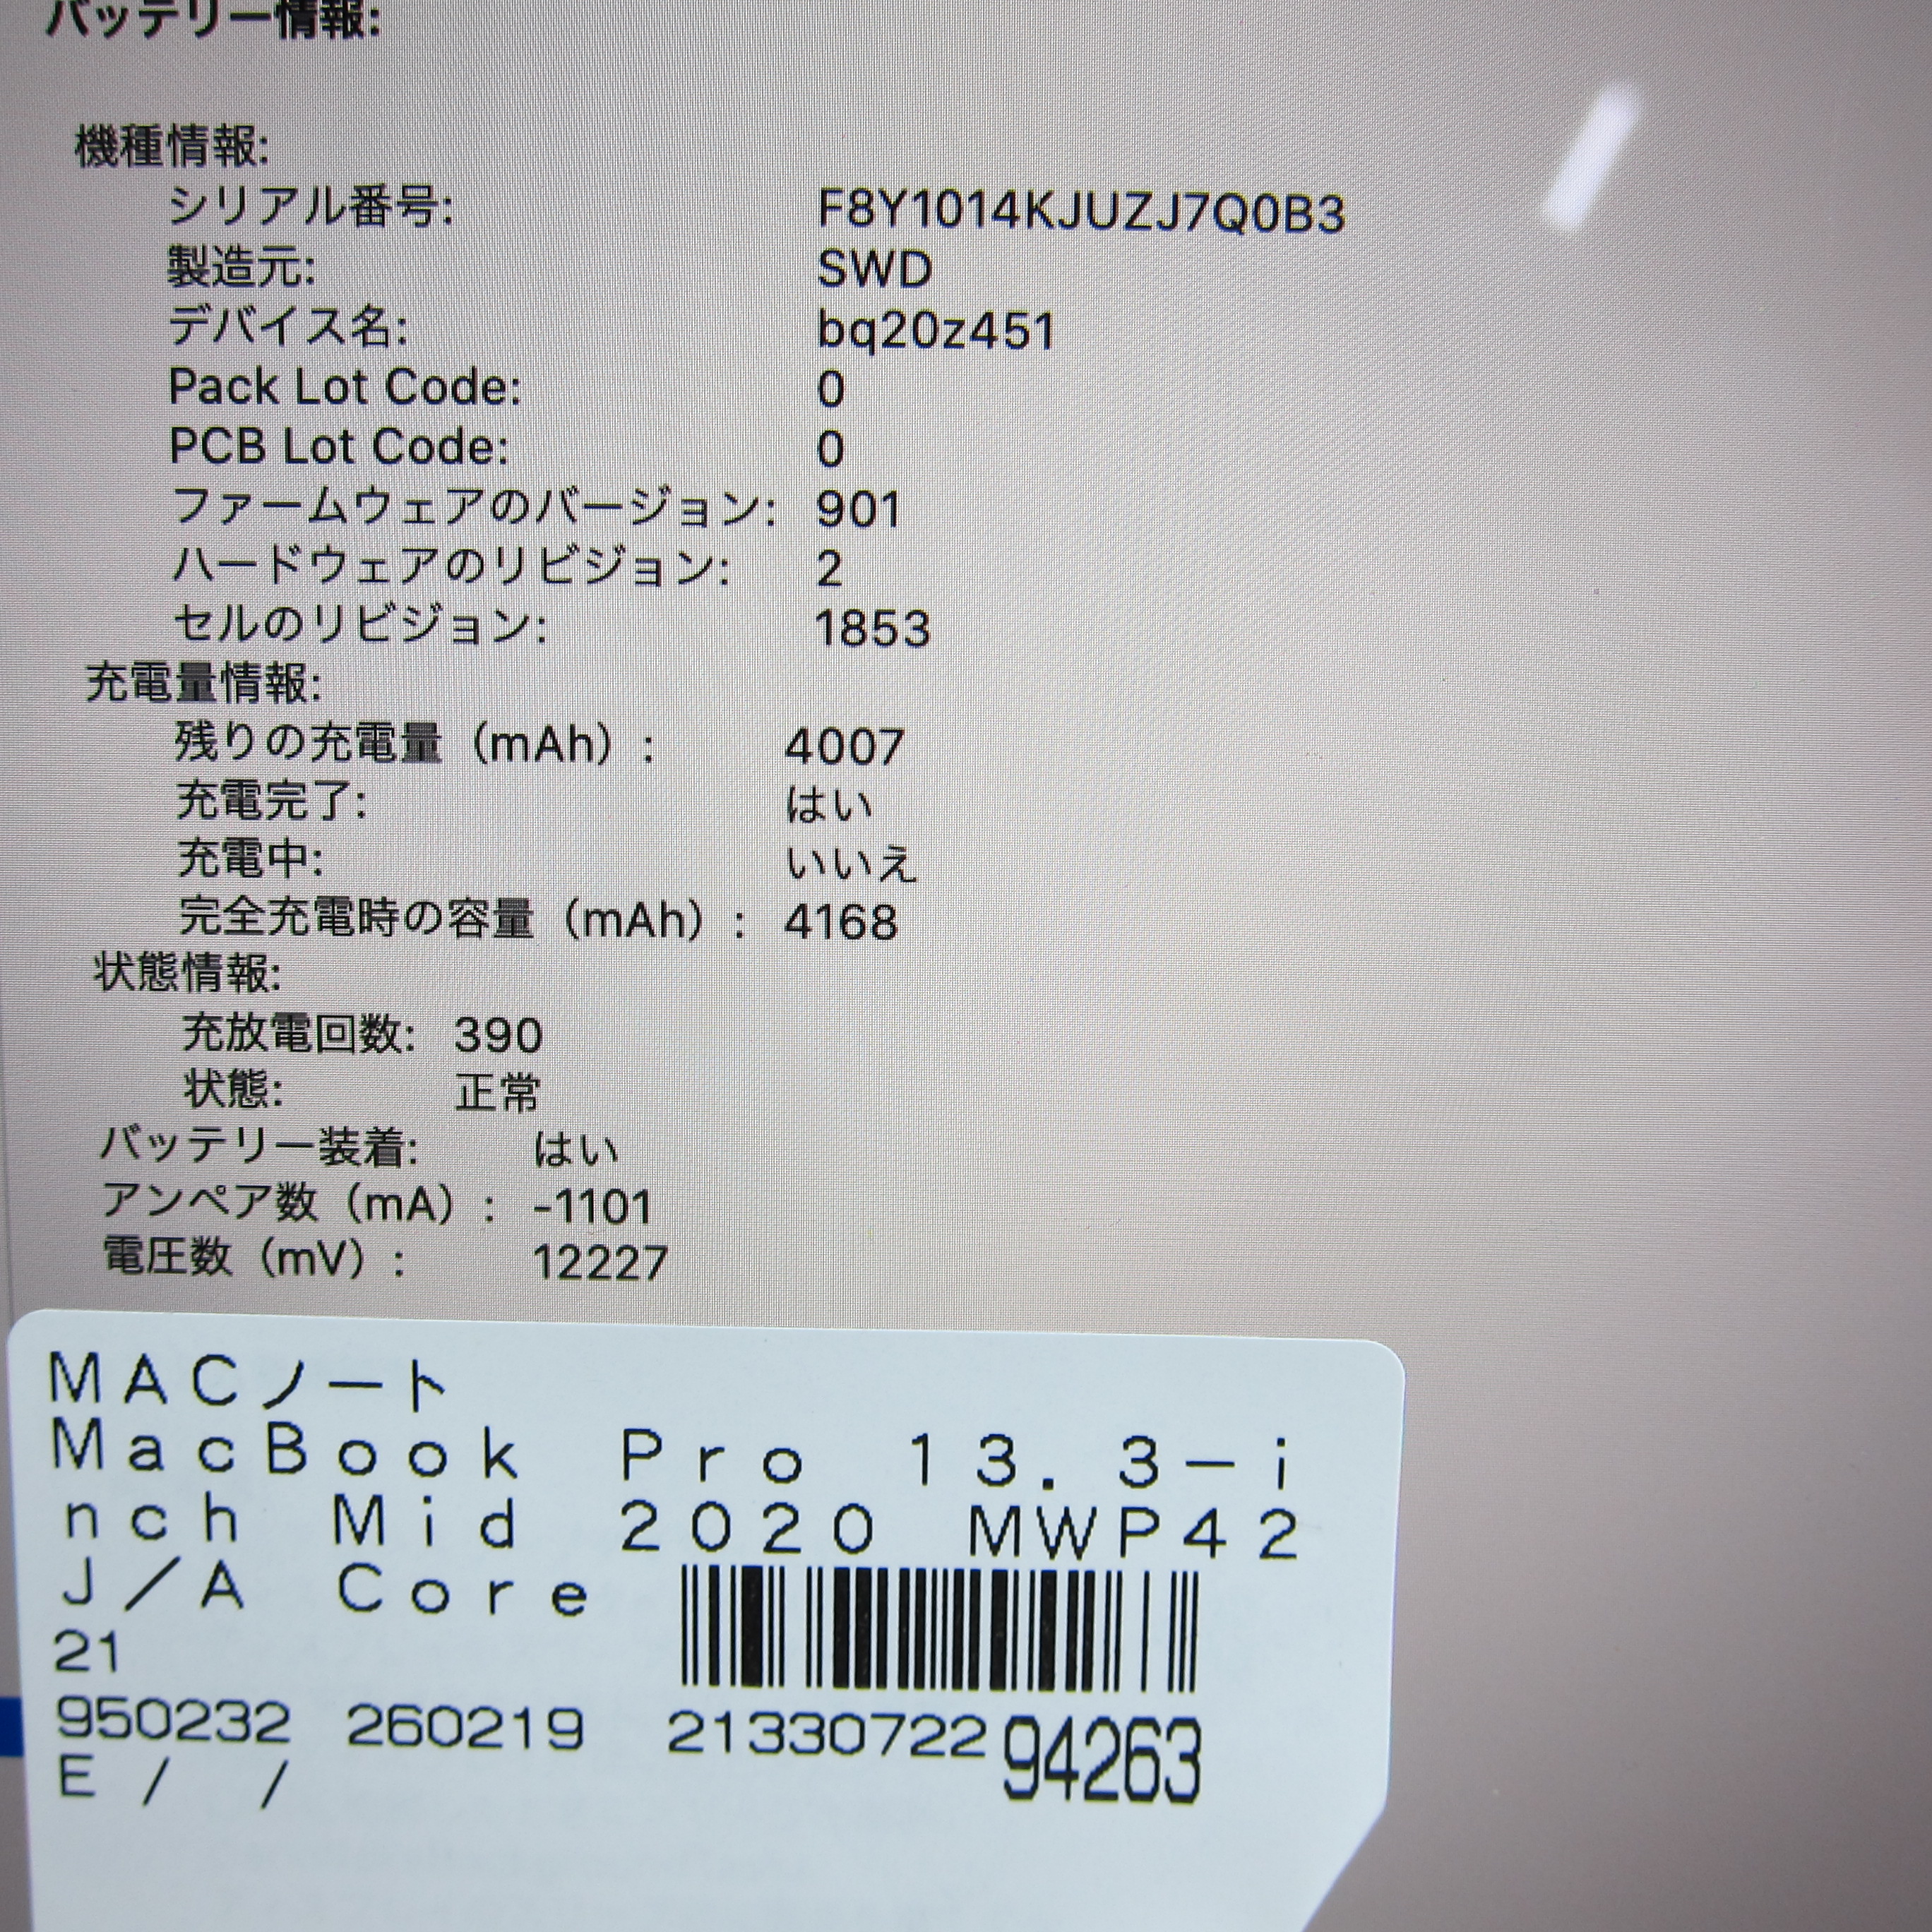 バッテリー情報:
機種情報:
シリアル番号: F8Y1014KJUZJ7Q0B3
製造元: SWD
デバイス名: bq20z451
Pack Lot Code: 0
PCB Lot Code: 0
ファームウェアのバージョン: 901
ハードウェアのリビジョン: 2
セルのリビジョン: 1853
充電量情報:
残りの充電量（mAh）: 4007
充電完了: はい
充電中: いいえ
完全充電時の容量（mAh）: 4168
状態情報:
充放電回数: 390
状態: 正常
バッテリー装着: はい
アンペア数（mA）: -1101
電圧数（mV）: 12227
MACノート
MacBook Pro 13.3-i
nch Mid 2020 MWP42
J/A Core
21
950232 260219 21330722 94263
E / /